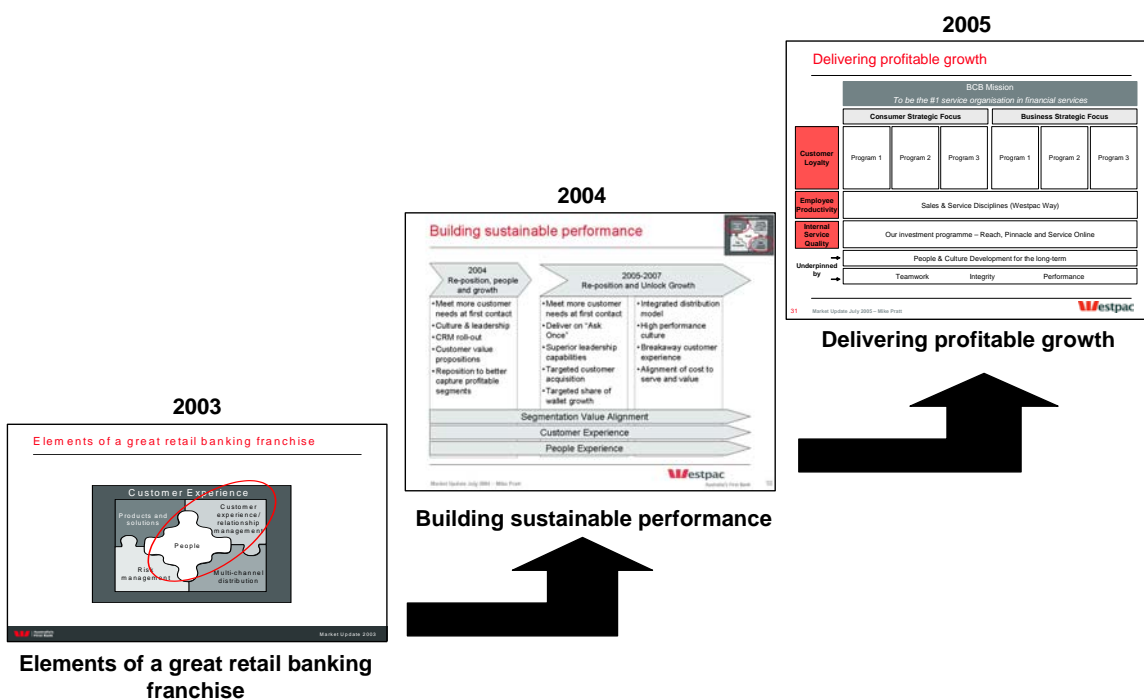 2003
Elements of a great retail banking franchise
Customer Experience
Products and
solutions
Customer
experience/
relationship
management
People
Risk
management
Multi-channel
distribution
Market Update 2003
Elements of a great retail banking
franchise
2004
Building sustainable performance
2004
Re-position, people
and growth
2005-2007
Re-position and Unlock Growth
•Meet more customer
needs at first contact
•Culture & leadership
•CRM roll-out
•Customer value
propositions
•Reposition to better
capture profitable
segments
•Meet more customer
needs at first contact
•Deliver on "Ask
Once"
•Superior leadership
capabilities
•Targeted customer
acquisition
•Targeted share of
wallet growth
•Integrated distribution
model
•High performance
culture
•Breakaway customer
experience
•Alignment of cost to
serve and value
Segmentation Value Alignment
Customer Experience
People Experience
Westpac
Australia's First Bank
Market Update July 2004 – Mike Pratt
Building sustainable performance
2005
Delivering profitable growth
BCB Mission
To be the #1 service organisation in financial services
Consumer Strategic Focus
Business Strategic Focus
Customer
Loyalty
Program 1
Program 2
Program 3
Program 1
Program 2
Program 3
Employee
Productivity
Sales & Service Disciplines (Westpac Way)
Internal
Service
Quality
Our investment programme – Reach, Pinnacle and Service Online
Underpinned
by
People & Culture Development for the long-term
Teamwork Integrity Performance
31 Market Update July 2005 – Mike Pratt
Westpac
Delivering profitable growth